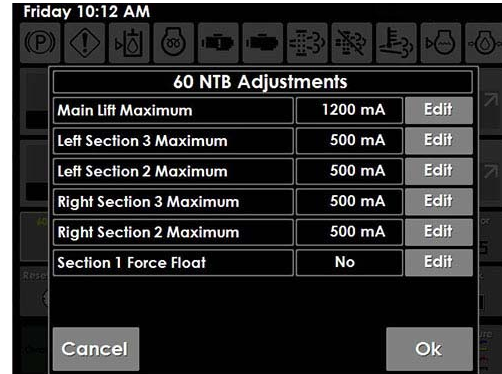 Friday 10:12 AM
60 NTB Adjustments
Main Lift Maximum 1200 mA Edit
Left Section 3 Maximum 500 mA Edit
Left Section 2 Maximum 500 mA Edit
Right Section 3 Maximum 500 mA Edit
Right Section 2 Maximum 500 mA Edit
Section 1 Force Float No Edit
Cancel Ok